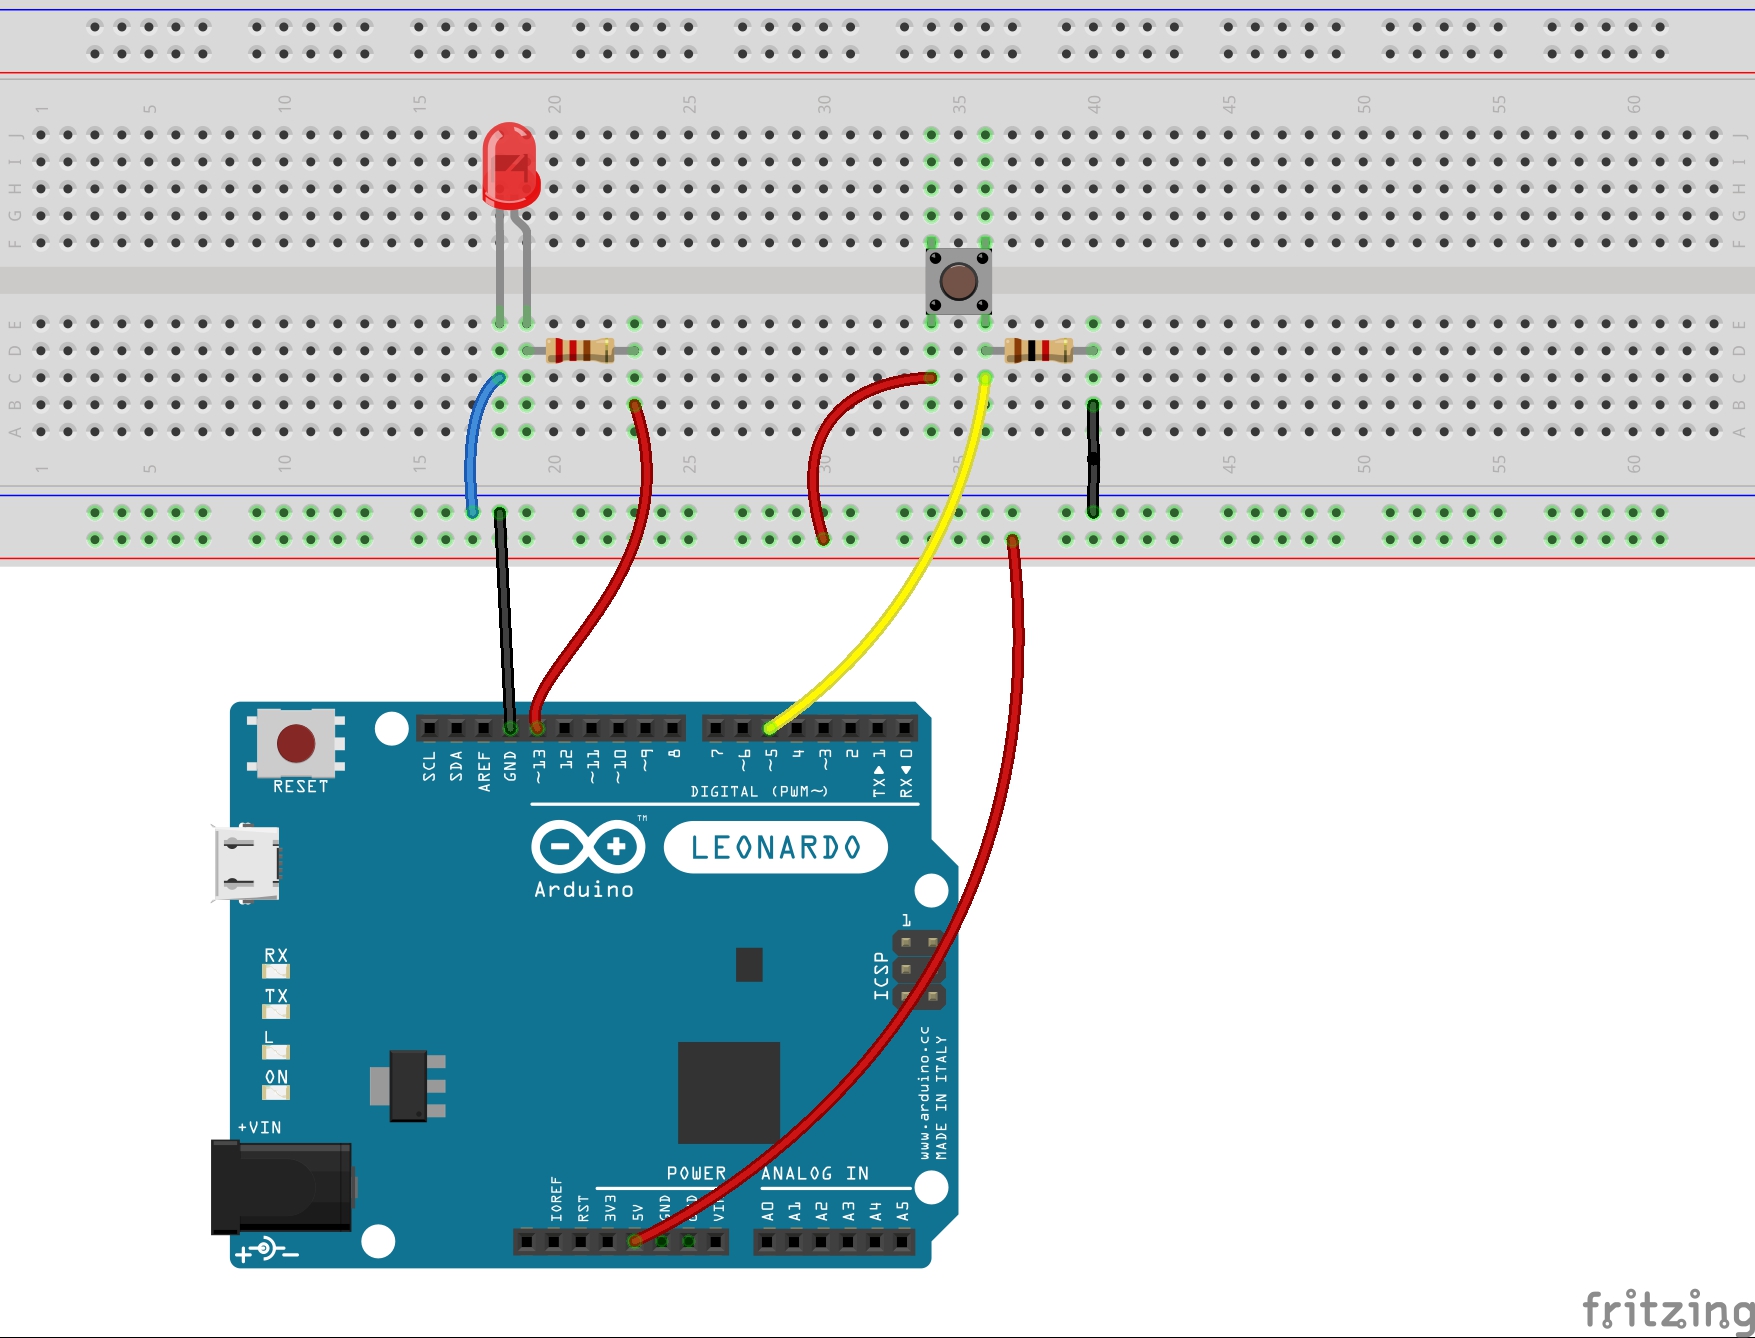 1 5 10 15 20 25 30 35 40 45 50 55 60
J J
I I
H H
G G
F F
E E
D D
C C
B B
A A
1 5 10 15 20 25 30 35 40 45 50 55 60
RESET
SCL SDA AREF GND ~13 12 ~11 ~10 ~9 8 7 ~6 ~5 4 ~3 2 TX▶1 RX◀0
DIGITAL (PWM~)
TM
LEONARDO
Arduino
1
ICSP
RX
TX
L
ON
www.arduino.cc
MADE IN ITALY
+VIN
POWER ANALOG IN
IOREF RST 3V3 5V GND VIN A0 A1 A2 A3 A4 A5
fritzing